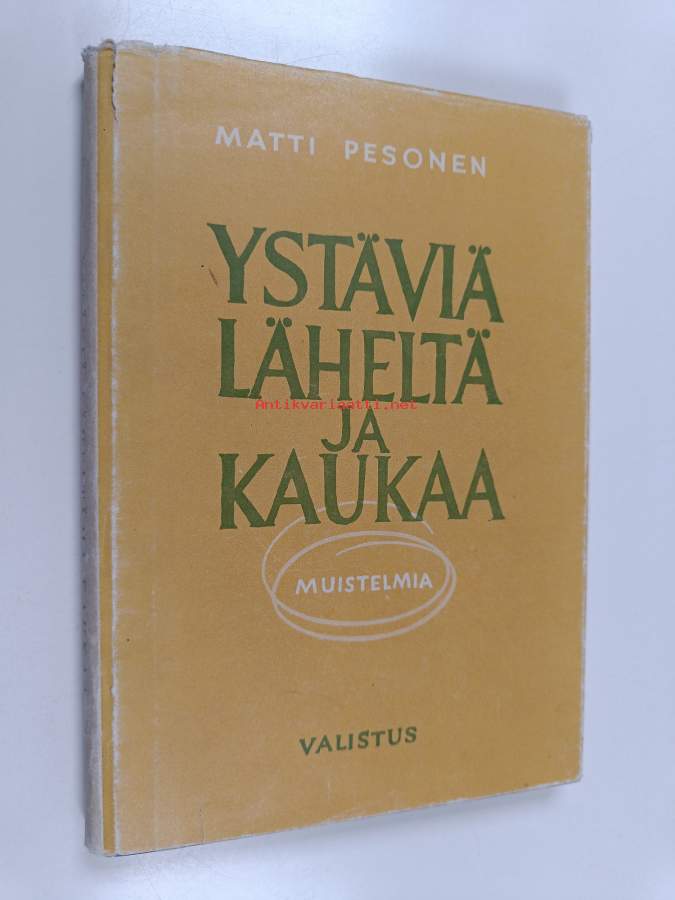 MATTI PESONEN
YSTÄVIÄ
LÄHELTÄ
Antikvariaatti.net
JA
KAUKAA
MUISTELMIA
VALISTUS